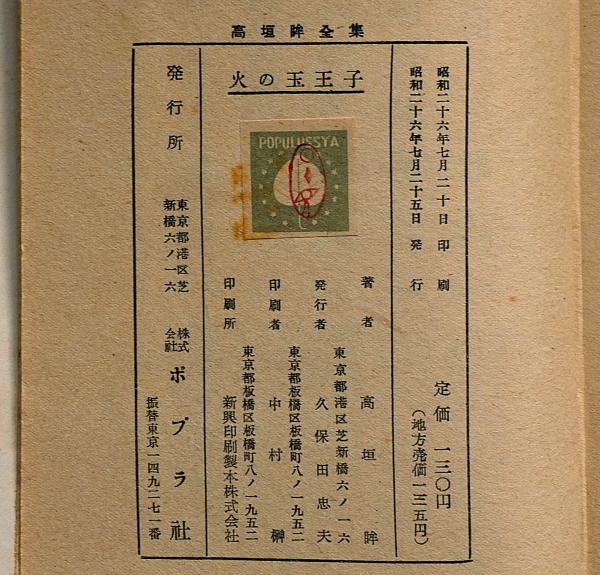 高垣眸全集
昭和二十六年七月二十日 印刷
昭和二十六年七月二十五日 発行
定価 一三〇円
(地方売価一三五円)
火の玉王子
POPULUSSYA
著者 高垣眸
東京都港区芝新橋六ノ一六
発行者 久保田忠夫
東京都板橋区板橋町八ノ一九五二
印刷者 中村榊
東京都板橋区板橋町八ノ一九五二
印刷所 新興印刷製本株式会社
発行所
東京都港区芝
新橋六ノ一六
株式会社 ポプラ社
振替東京一四九二七一番